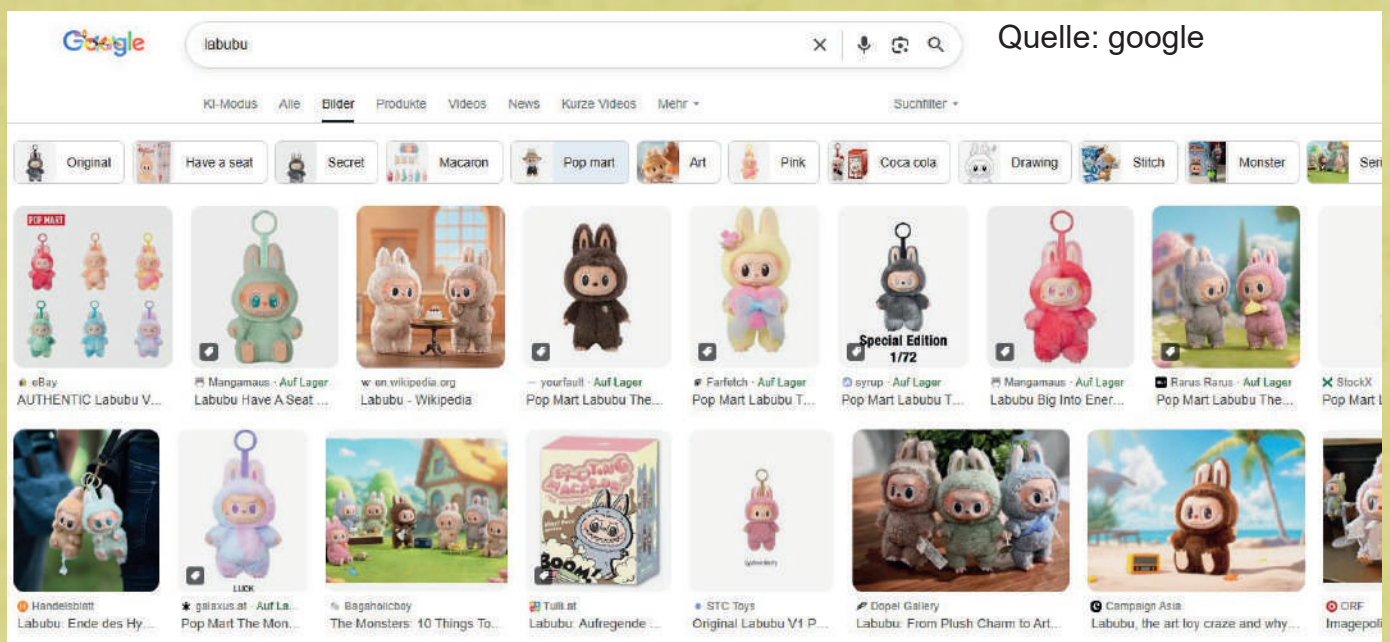 Google
labubu
Quelle: google
KI-Modus Alle Bilder Produkte Videos News Kurze Videos Mehr Suchfilter
Original Have a seat Secret Macaron Pop mart Art Pink Coca cola Drawing Stitch Monster Seri
POP MART
Special Edition
1/72
eBay
AUTHENTIC Labubu V...
Mangamaus · Auf Lager
Labubu Have A Seat ...
en.wikipedia.org
Labubu - Wikipedia
yourfault · Auf Lager
Pop Mart Labubu The...
Farfetch · Auf Lager
Pop Mart Labubu T...
syrup · Auf Lager
Pop Mart Labubu T...
Mangamaus · Auf Lager
Labubu Big Into Ener...
Rarus Rarus · Auf Lager
Pop Mart Labubu The...
StockX
Pop Mart L
LUCK
EXCITING
MACARON
BOOM!
Handelsblatt
Labubu: Ende des Hy...
galaxus.at · Auf La...
Pop Mart The Mon...
Bagaholicboy
The Monsters: 10 Things To...
Tulli.at
Labubu: Aufregende ...
STC Toys
Original Labubu V1 P...
Dopel Gallery
Labubu: From Plush Charm to Art...
Campaign Asia
Labubu, the art toy craze and why...
ORF
Imagepoli